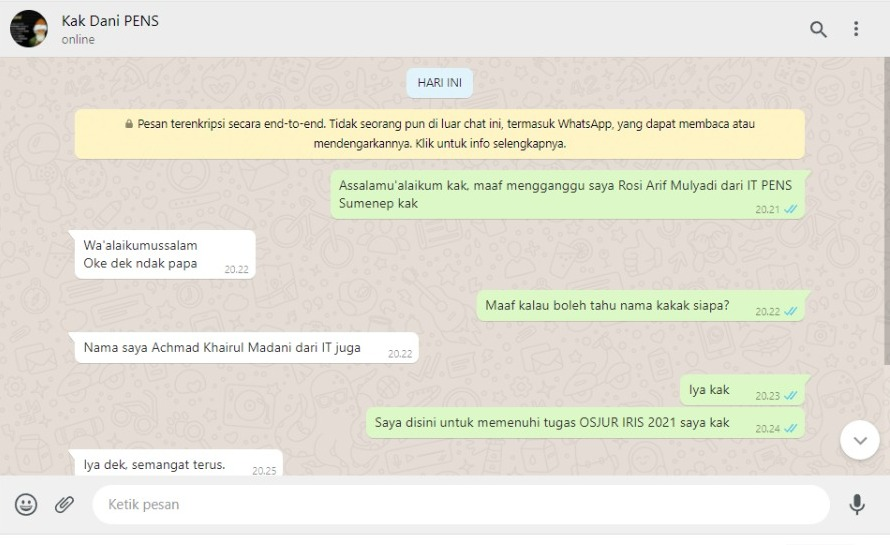 Kak Dani PENS
online
HARI INI
Pesan terenkripsi secara end-to-end. Tidak seorang pun di luar chat ini, termasuk WhatsApp, yang dapat membaca atau
mendengarkannya. Klik untuk info selengkapnya.
Assalamu'alaikum kak, maaf mengganggu saya Rosi Arif Mulyadi dari IT PENS
Sumenep kak
20.21
Wa'alaikumussalam
Oke dek ndak papa
20.22
Maaf kalau boleh tahu nama kakak siapa?
20.22
Nama saya Achmad Khairul Madani dari IT juga
20.22
Iya kak
20.23
Saya disini untuk memenuhi tugas OSJUR IRIS 2021 saya kak
20.24
Iya dek, semangat terus.
20.25
Ketik pesan